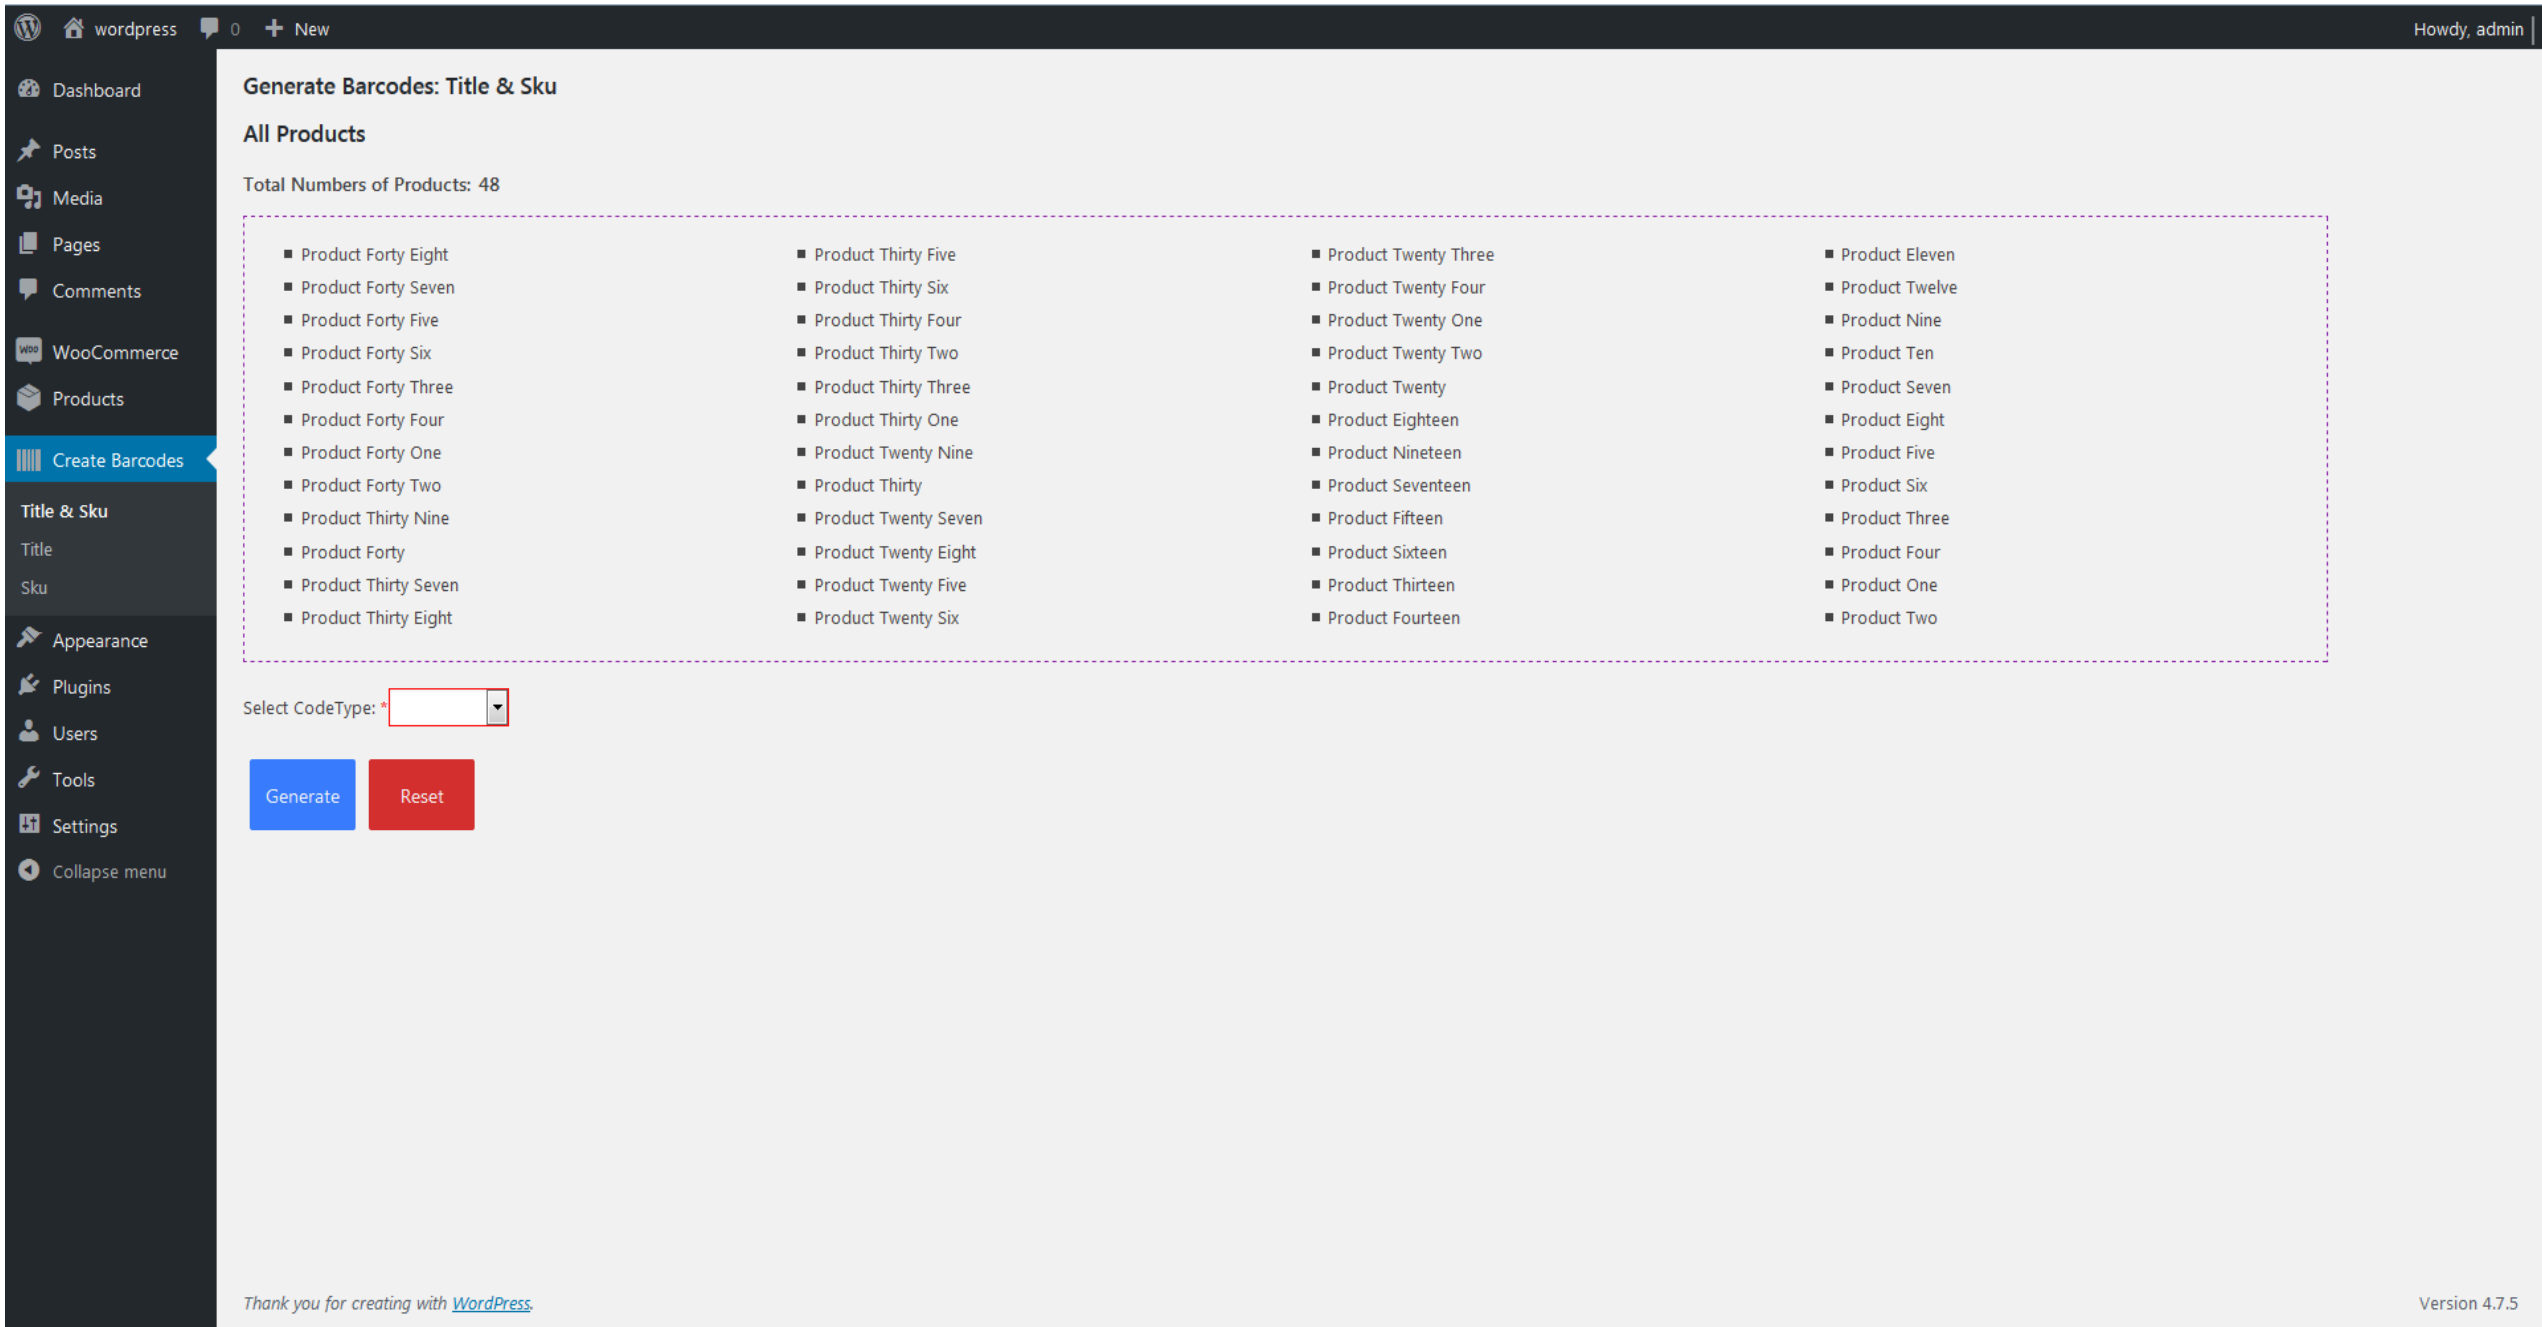 wordpress 0 New Howdy, admin
Dashboard
Posts
Media
Pages
Comments
Woo WooCommerce
Products
Create Barcodes
Title & Sku
Title
Sku
Appearance
Plugins
Users
Tools
Settings
Collapse menu
Generate Barcodes: Title & Sku
All Products
Total Numbers of Products: 48
Product Forty Eight
Product Forty Seven
Product Forty Five
Product Forty Six
Product Forty Three
Product Forty Four
Product Forty One
Product Forty Two
Product Thirty Nine
Product Forty
Product Thirty Seven
Product Thirty Eight
Product Thirty Five
Product Thirty Six
Product Thirty Four
Product Thirty Two
Product Thirty Three
Product Thirty One
Product Twenty Nine
Product Thirty
Product Twenty Seven
Product Twenty Eight
Product Twenty Five
Product Twenty Six
Product Twenty Three
Product Twenty Four
Product Twenty One
Product Twenty Two
Product Twenty
Product Eighteen
Product Nineteen
Product Seventeen
Product Fifteen
Product Sixteen
Product Thirteen
Product Fourteen
Product Eleven
Product Twelve
Product Nine
Product Ten
Product Seven
Product Eight
Product Five
Product Six
Product Three
Product Four
Product One
Product Two
Select CodeType: *
Generate Reset
Thank you for creating with WordPress.
Version 4.7.5